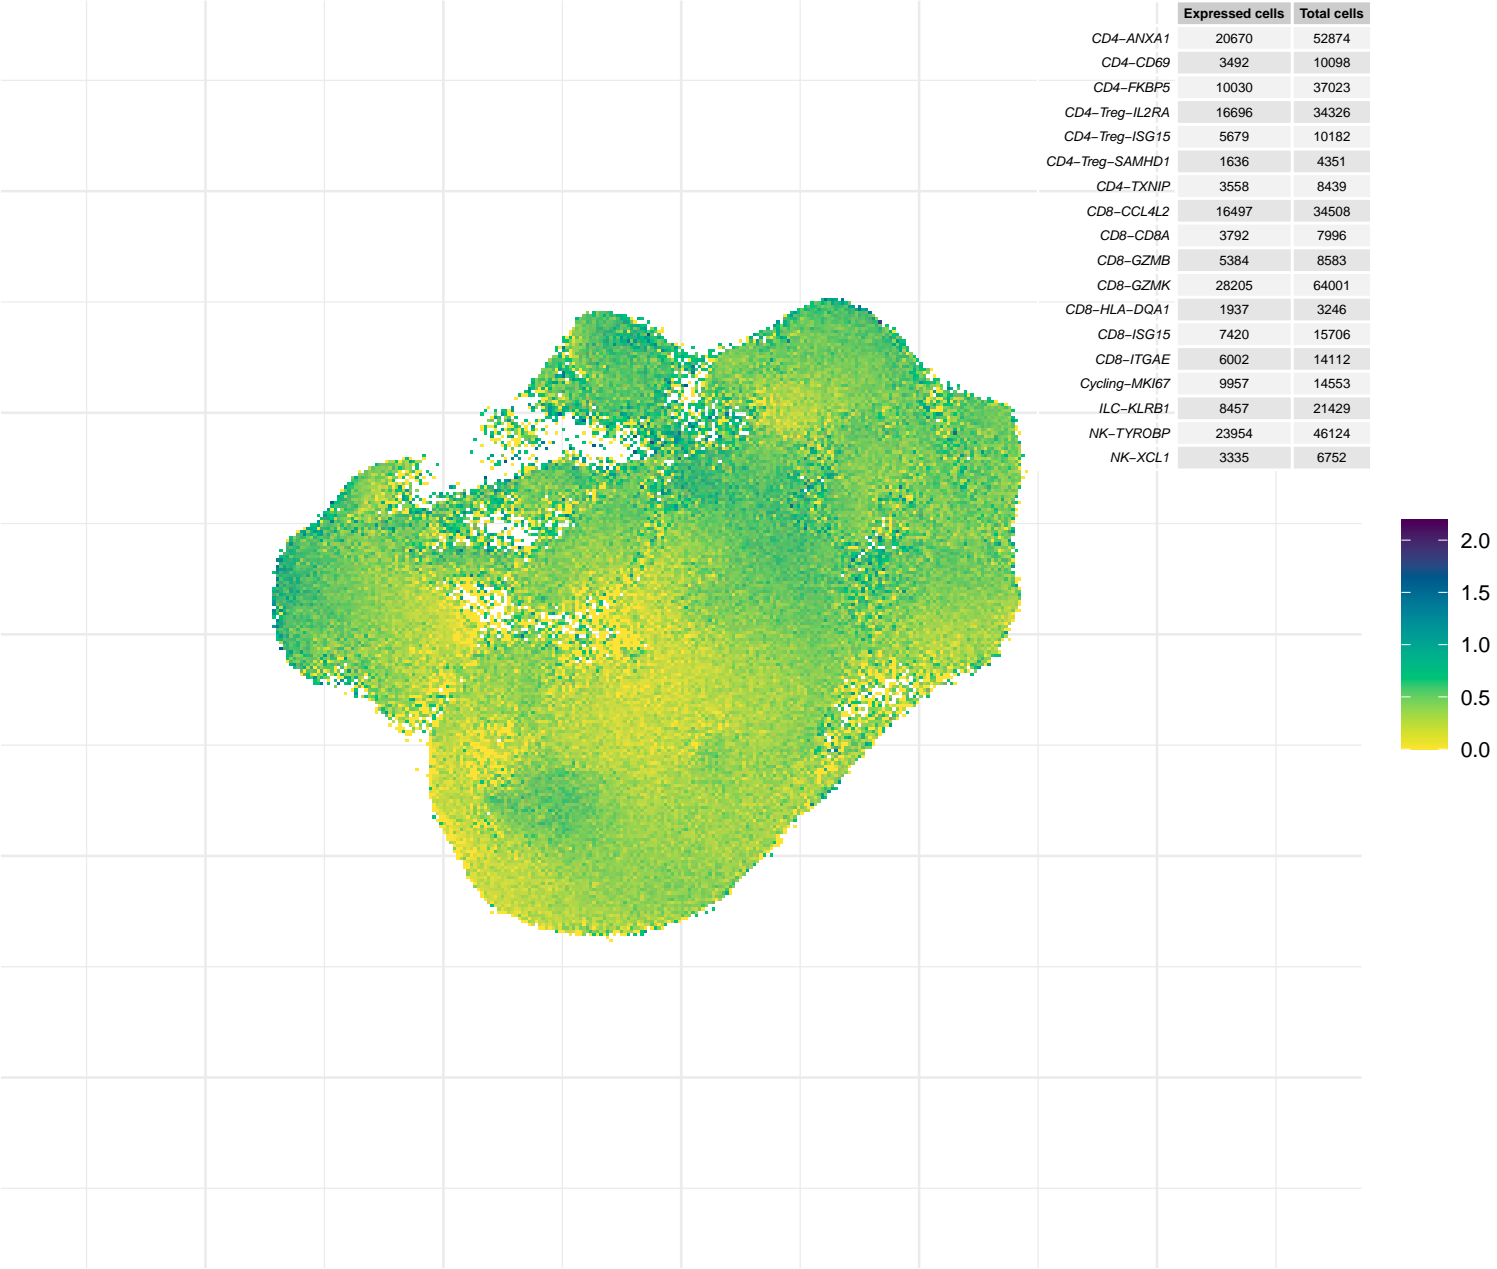 Expressed cells Total cells
CD4−ANXA1 20670 52874
CD4−CD69 3492 10098
CD4−FKBP5 10030 37023
CD4−Treg−IL2RA 16696 34326
CD4−Treg−ISG15 5679 10182
CD4−Treg−SAMHD1 1636 4351
CD4−TXNIP 3558 8439
CD8−CCL4L2 16497 34508
CD8−CD8A 3792 7996
CD8−GZMB 5384 8583
CD8−GZMK 28205 64001
CD8−HLA−DQA1 1937 3246
CD8−ISG15 7420 15706
CD8−ITGAE 6002 14112
Cycling−MKI67 9957 14553
ILC−KLRB1 8457 21429
NK−TYROBP 23954 46124
NK−XCL1 3335 6752
2.0
1.5
1.0
0.5
0.0